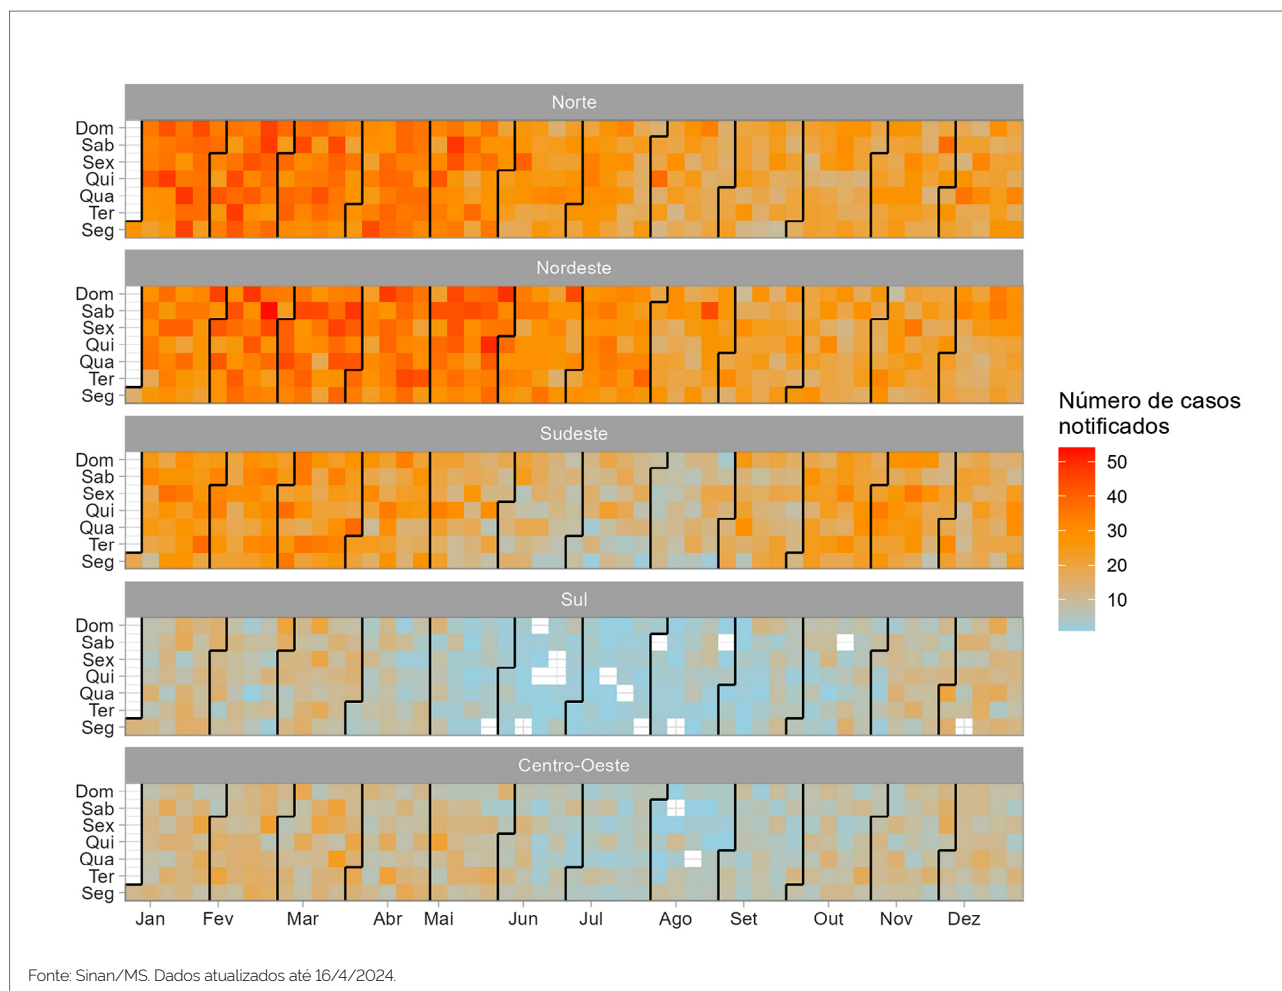 Norte
Dom
Sab
Sex
Qui
Qua
Ter
Seg
Nordeste
Dom
Sab
Sex
Qui
Qua
Ter
Seg
Sudeste
Dom
Sab
Sex
Qui
Qua
Ter
Seg
Sul
Dom
Sab
Sex
Qui
Qua
Ter
Seg
Centro-Oeste
Dom
Sab
Sex
Qui
Qua
Ter
Seg
Jan Fev Mar Abr Mai Jun Jul Ago Set Out Nov Dez
Número de casos
notificados
50
40
30
20
10
Fonte: Sinan/MS. Dados atualizados até 16/4/2024.